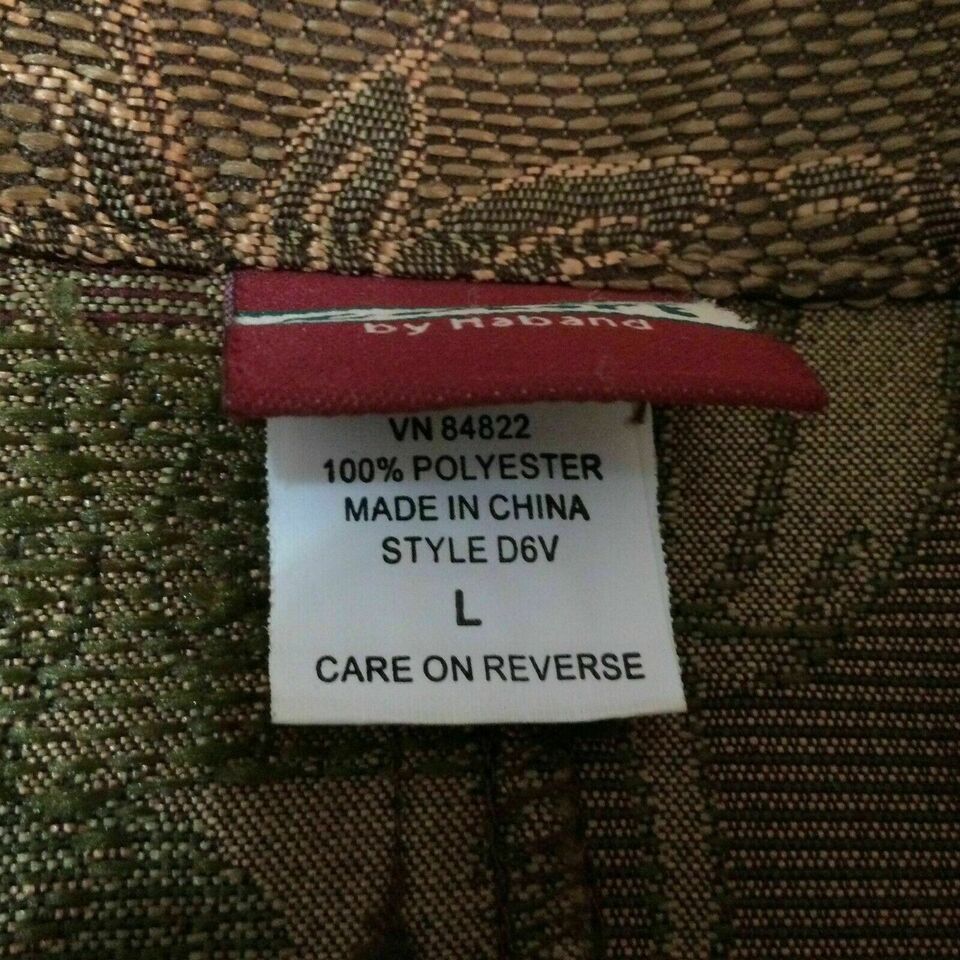 by Haband
VN 84822
100% POLYESTER
MADE IN CHINA
STYLE D6V
L
CARE ON REVERSE